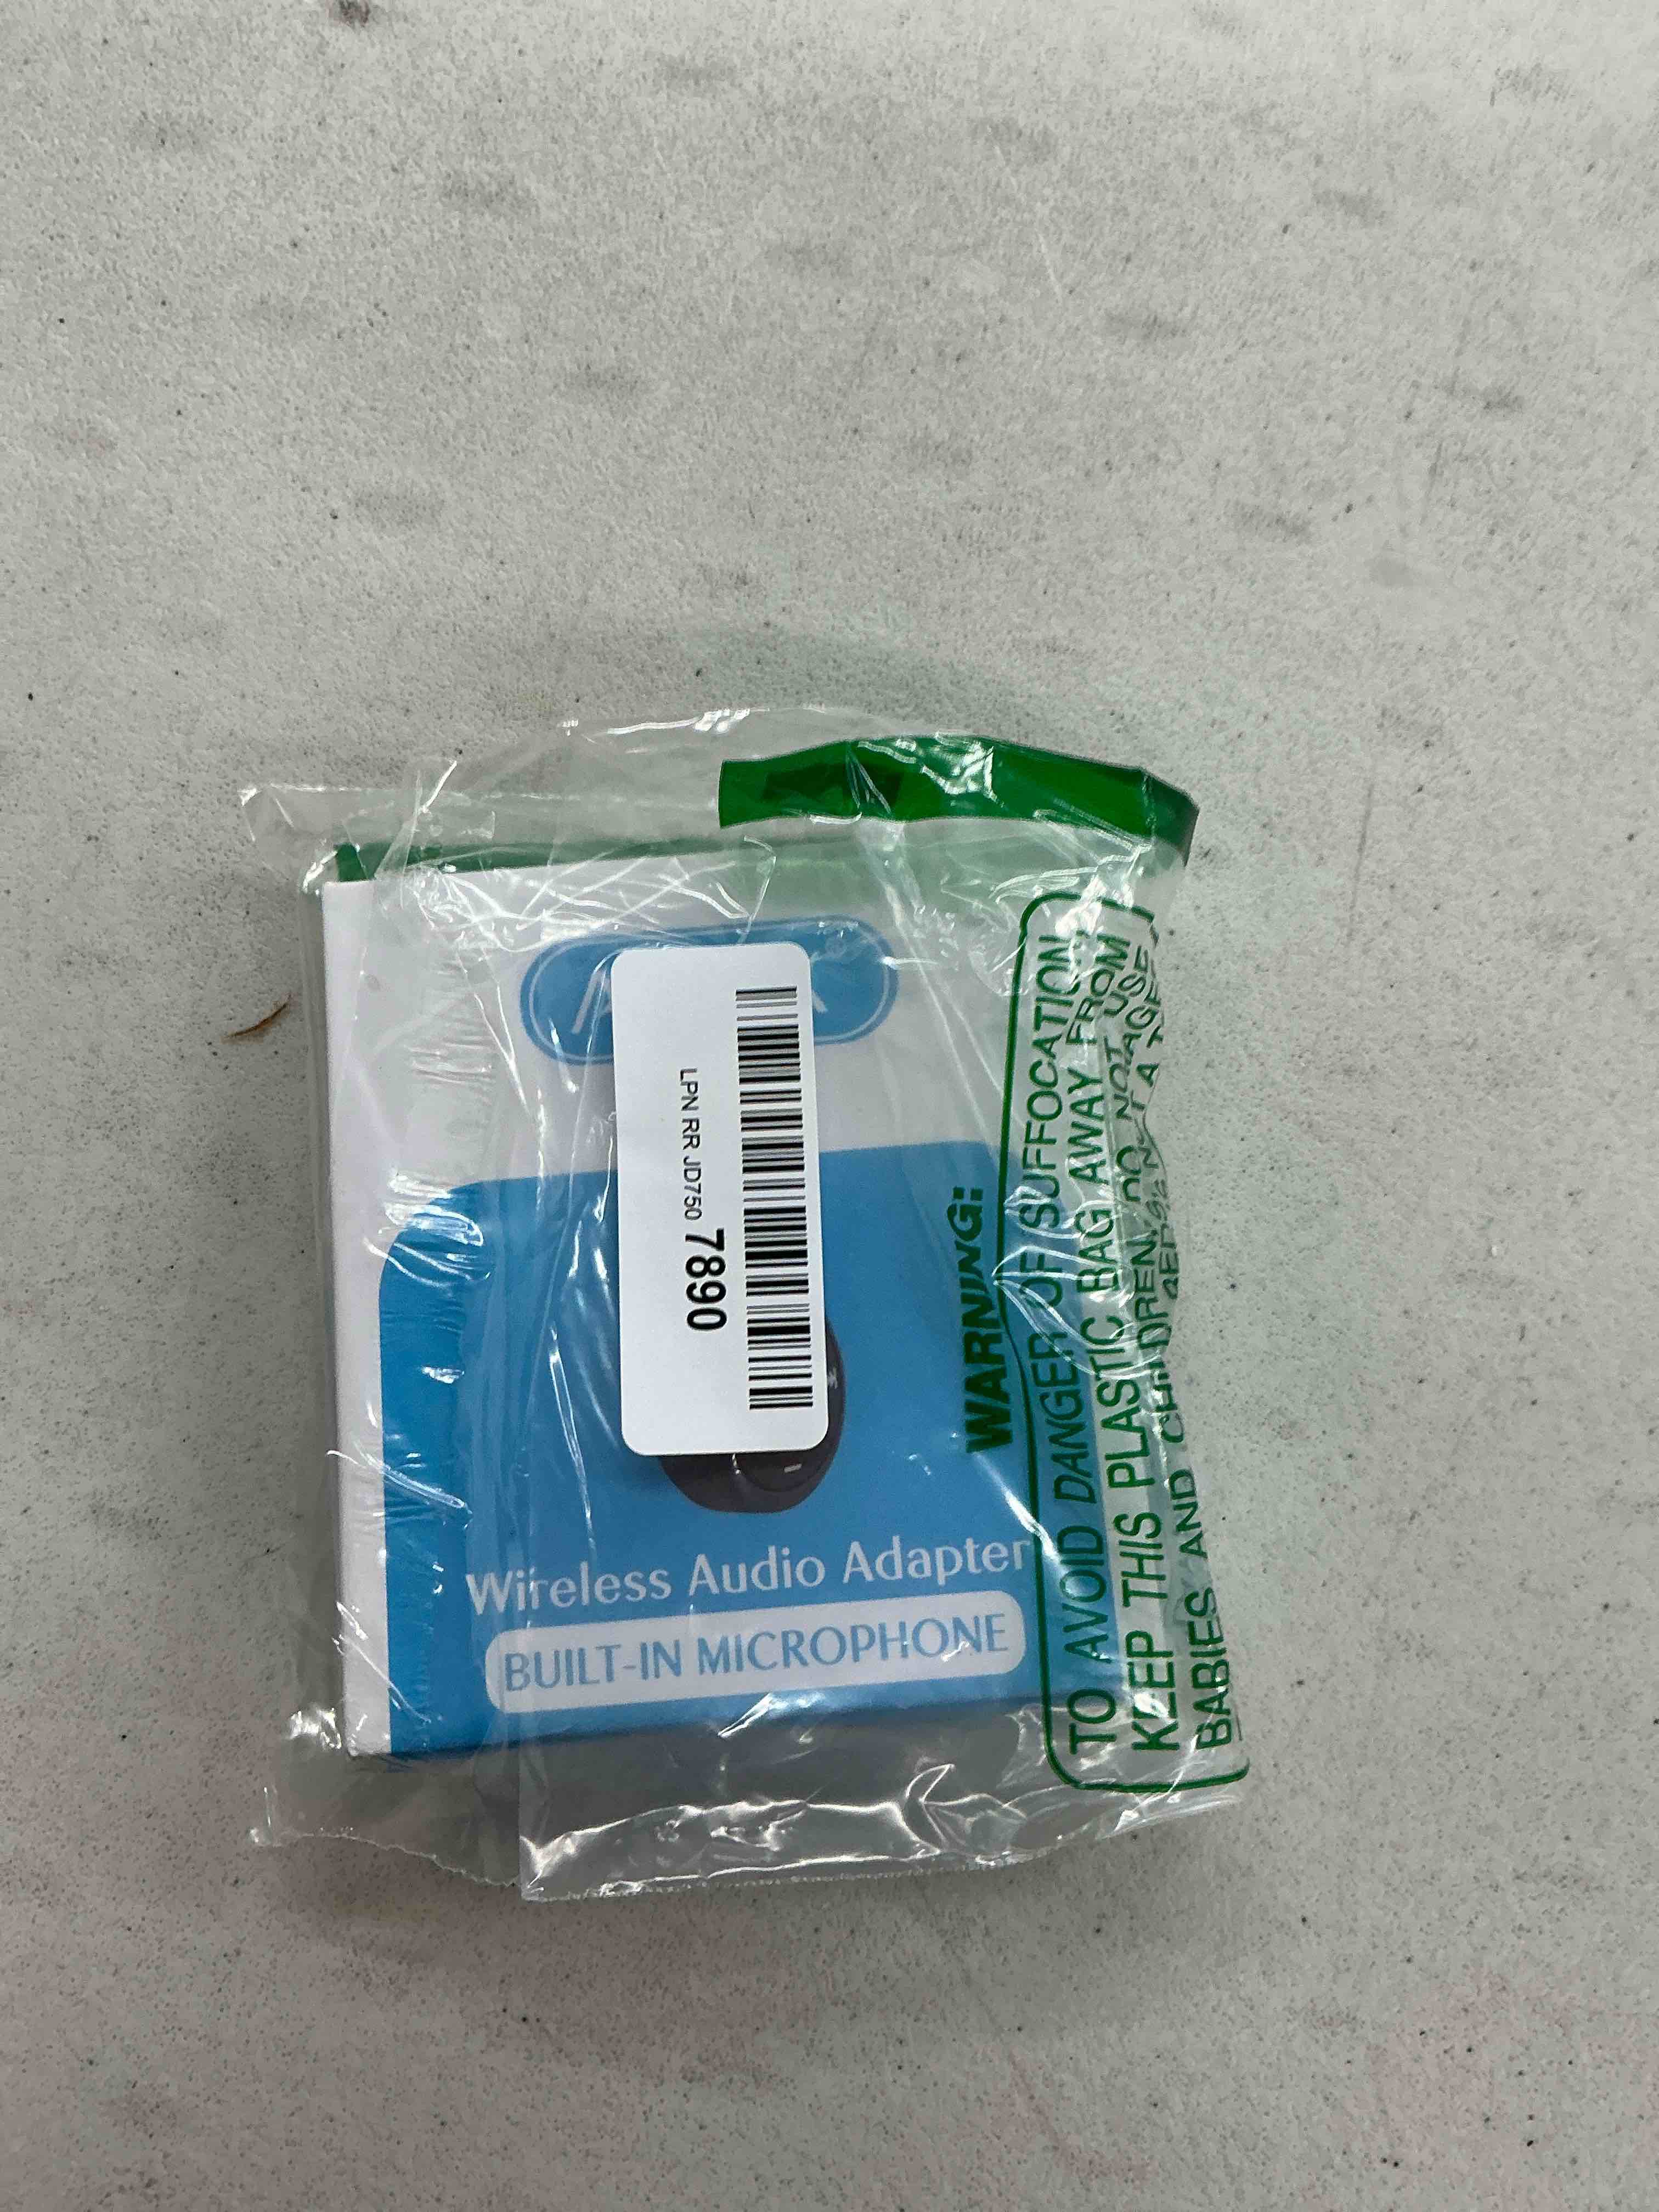 LPN RR JD750 7890
Wireless Audio Adapter
BUILT-IN MICROPHONE
WARNING:
TO AVOID DANGER OF SUFFOCATION,
KEEP THIS PLASTIC BAG AWAY FROM
BABIES AND CHILDREN. DO NOT USE